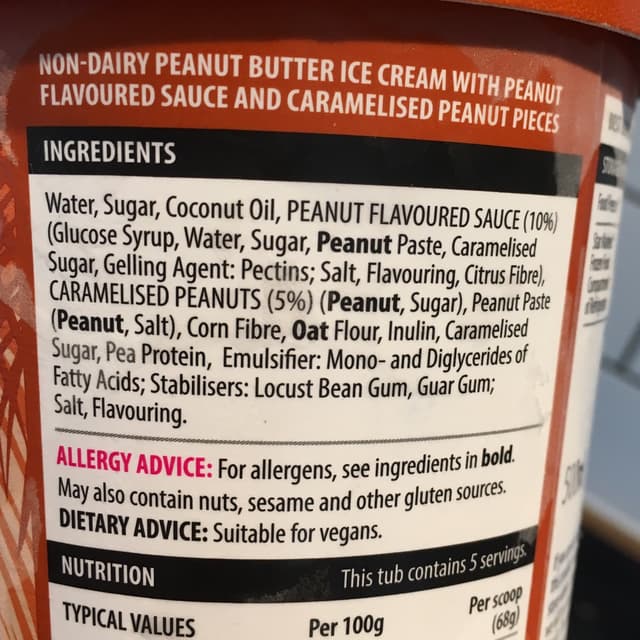 NON-DAIRY PEANUT BUTTER ICE CREAM WITH PEANUT
FLAVOURED SAUCE AND CARAMELISED PEANUT PIECES
INGREDIENTS
Water, Sugar, Coconut Oil, PEANUT FLAVOURED SAUCE (10%)
(Glucose Syrup, Water, Sugar, Peanut Paste, Caramelised
Sugar, Gelling Agent: Pectins; Salt, Flavouring, Citrus Fibre),
CARAMELISED PEANUTS (5%) (Peanut, Sugar), Peanut Paste
(Peanut, Salt), Corn Fibre, Oat Flour, Inulin, Caramelised
Sugar, Pea Protein, Emulsifier: Mono- and Diglycerides of
Fatty Acids; Stabilisers: Locust Bean Gum, Guar Gum;
Salt, Flavouring.
ALLERGY ADVICE: For allergens, see ingredients in bold.
May also contain nuts, sesame and other gluten sources.
DIETARY ADVICE: Suitable for vegans.
NUTRITION
This tub contains 5 servings.
TYPICAL VALUES
Per 100g
Per scoop
(68g)